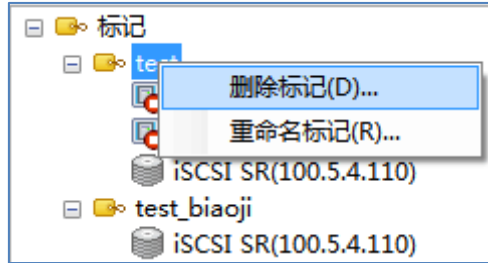 标记
test
删除标记(D)...
重命名标记(R)...
iSCSI SR(100.5.4.110)
test_biaoji
iSCSI SR(100.5.4.110)